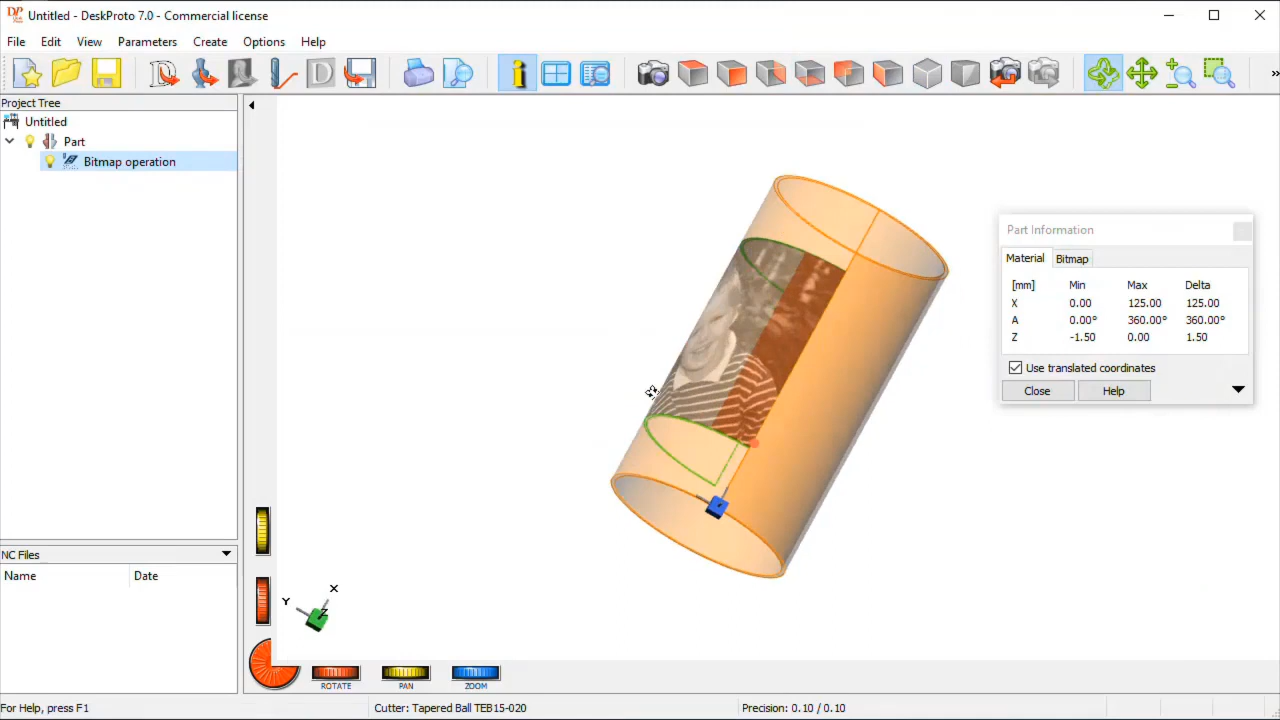 Untitled - DeskProto 7.0 - Commercial license
File Edit View Parameters Create Options Help
Project Tree
Untitled
Part
Bitmap operation
Part Information
Material Bitmap
[mm] Min Max Delta
X 0.00 125.00 125.00
A 0.00° 360.00° 360.00°
Z -1.50 0.00 1.50
Use translated coordinates
Close Help
NC Files
Name Date
X
Y
Z
ROTATE PAN ZOOM
For Help, press F1 Cutter: Tapered Ball TEB15-020 Precision: 0.10 / 0.10